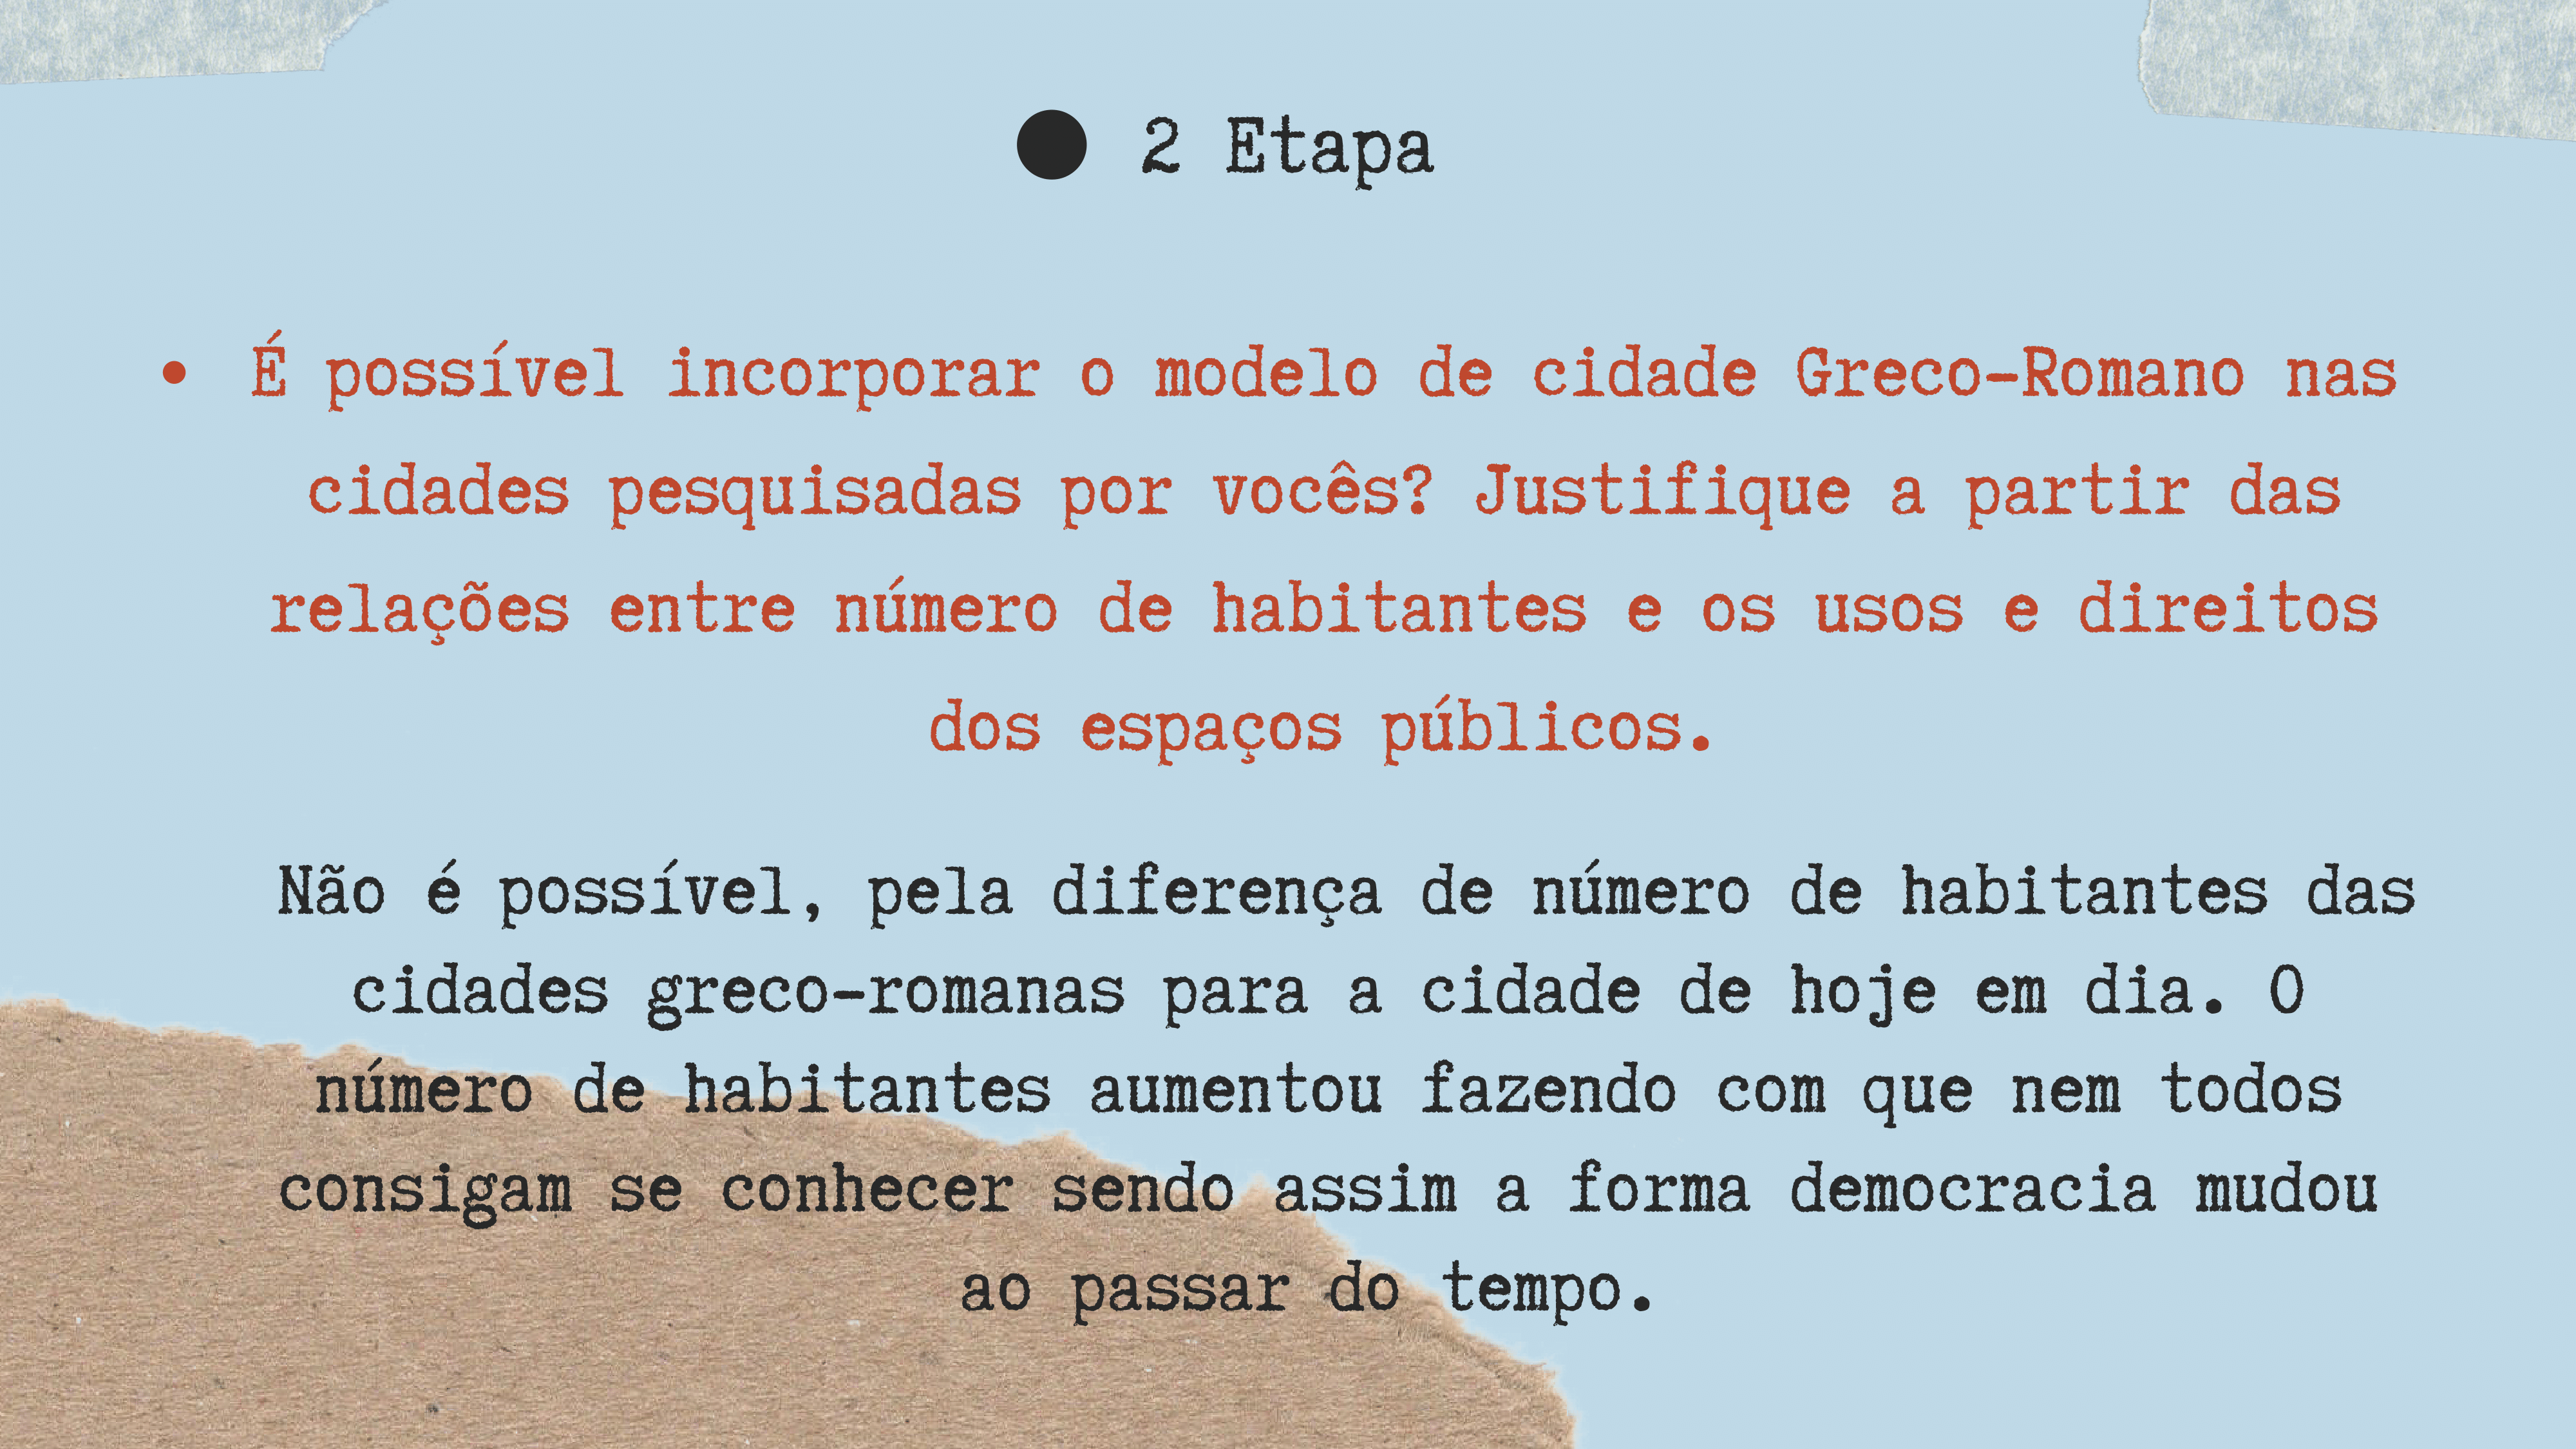 ● 2 Etapa
• É possível incorporar o modelo de cidade Greco-Romano nas
cidades pesquisadas por vocês? Justifique a partir das
relações entre número de habitantes e os usos e direitos
dos espaços públicos.
Não é possível, pela diferença de número de habitantes das
cidades greco-romanas para a cidade de hoje em dia. O
número de habitantes aumentou fazendo com que nem todos
consigam se conhecer sendo assim a forma democracia mudou
ao passar do tempo.